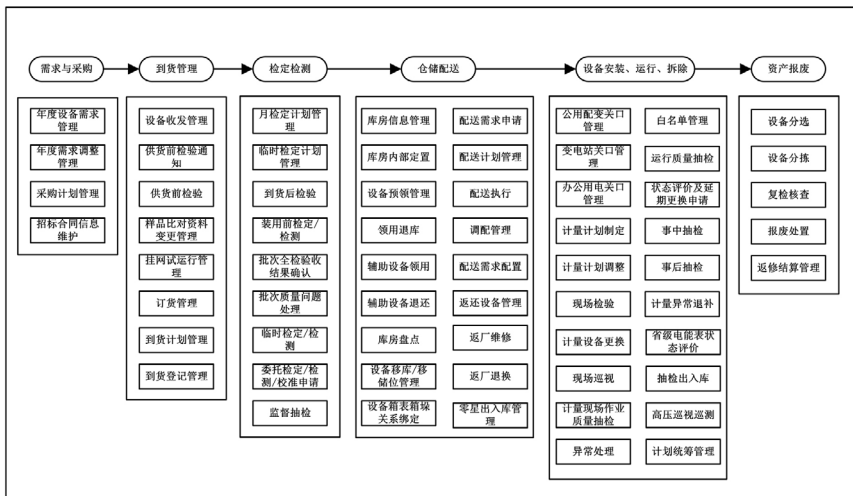 需求与采购
到货管理
检定检测
仓储配送
设备安装、运行、拆除
资产报废
年度设备需求
管理
年度需求调整
管理
采购计划管理
招标合同信息
维护
设备收发管理
供货前检验通
知
供货前检验
样品比对资料
变更管理
挂网试运行管
理
订货管理
到货计划管理
到货登记管理
月检定计划管
理
临时检定计划
管理
到货后检验
装用前检定/
检测
批次全检验收
结果确认
批次质量问题
处理
临时检定/检
测
委托检定/检
测/校准申请
监督抽检
库房信息管理
库房内部定置
设备预领管理
领用退库
辅助设备领用
辅助设备退还
库房盘点
设备移库/移
储位管理
设备箱表箱垛
关系绑定
配送需求申请
配送计划管理
配送执行
调配管理
配送需求配置
返还设备管理
返厂维修
返厂退换
零星出入库管
理
公用配变关口
管理
变电站关口管
理
办公用电关口
管理
计量计划制定
计量计划调整
现场检验
计量设备更换
现场巡视
计量现场作业
质量抽检
异常处理
白名单管理
运行质量抽检
状态评价及延
期更换申请
事中抽检
事后抽检
计量异常退补
省级电能表状
态评价
抽检出入库
高压巡视巡测
计划统筹管理
设备分选
设备分拣
复检核查
报废处置
返修结算管理